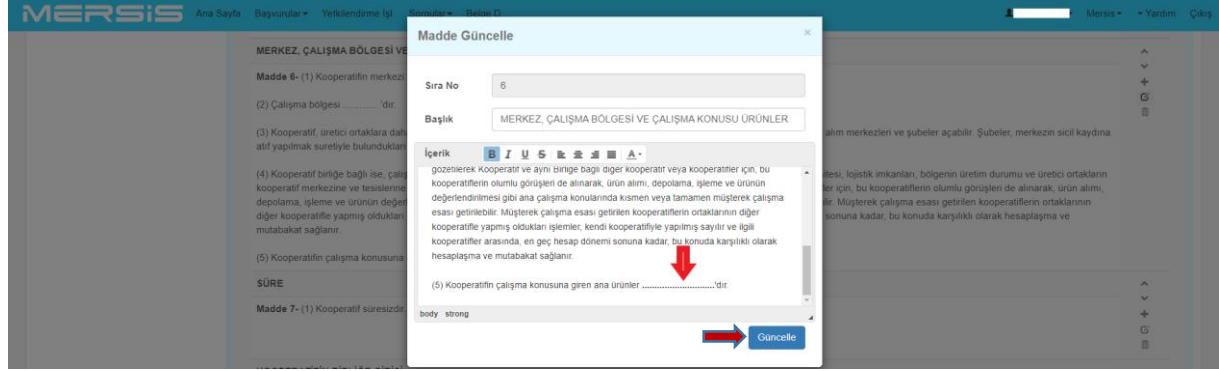 MERSiS Ana Sayfa Başvurular Yetkilendirme İşl Sorgular Belge D Mersis Yardım Çıkış
Madde Güncelle ×
MERKEZ, ÇALIŞMA BÖLGESİ VE
Madde 6- (1) Kooperatifin merkezi
Sıra No 6
(2) Çalışma bölgesi ............ 'dır.
Başlık MERKEZ, ÇALIŞMA BÖLGESİ VE ÇALIŞMA KONUSU ÜRÜNLER
(3) Kooperatif, üretici ortaklara daha alım merkezleri ve şubeler açabilir. Şubeler, merkezin sicil kaydına
atıf yapılmak suretiyle bulundukları
İçerik B I U S A
gözetilerek Kooperatif ve aynı Birliğe bağlı diğer kooperatif veya kooperatifler için, bu
kooperatiflerin olumlu görüşleri de alınarak, ürün alımı, depolama, işleme ve ürünün
değerlendirilmesi gibi ana çalışma konularında kısmen veya tamamen müşterek çalışma
esası getirilebilir. Müşterek çalışma esası getirilen kooperatiflerin ortaklarının diğer
kooperatifle yapmış oldukları işlemler, kendi kooperatifiyle yapılmış sayılır ve ilgili
kooperatifler arasında, en geç hesap dönemi sonuna kadar, bu konuda karşılıklı olarak
hesaplaşma ve mutabakat sağlanır.
(5) Kooperatifin çalışma konusuna giren ana ürünler ............................'dır.
body strong
Güncelle
(4) Kooperatif birliğe bağlı ise, çalış lojistik imkanları, bölgenin üretim durumu ve üretici ortakların
kooperatif merkezine ve tesislerine için, bu kooperatiflerin olumlu görüşleri de alınarak, ürün alımı,
depolama, işleme ve ürünün değer Müşterek çalışma esası getirilen kooperatiflerin ortaklarının
diğer kooperatifle yapmış oldukları sonuna kadar, bu konuda karşılıklı olarak hesaplaşma ve
mutabakat sağlanır.
(5) Kooperatifin çalışma konusuna
SÜRE
Madde 7- (1) Kooperatif süresizdir.